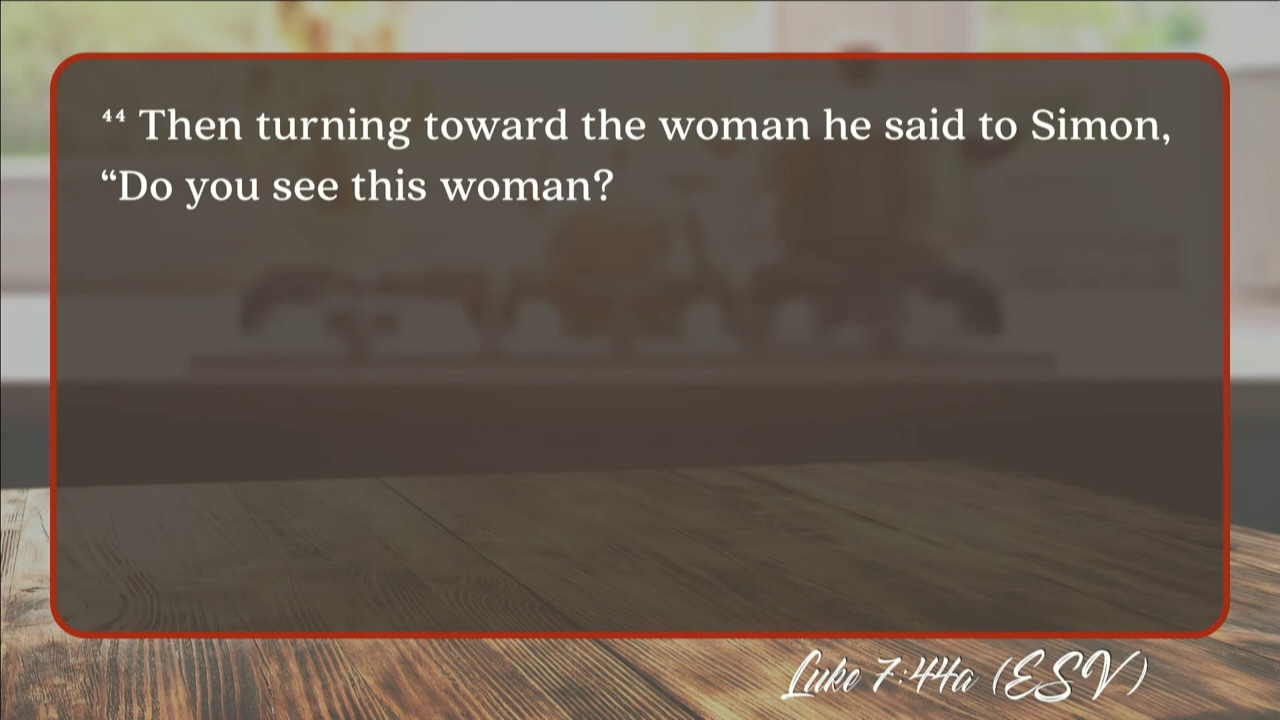 ⁴⁴ Then turning toward the woman he said to Simon,
“Do you see this woman?
Luke 7:44a (ESV)